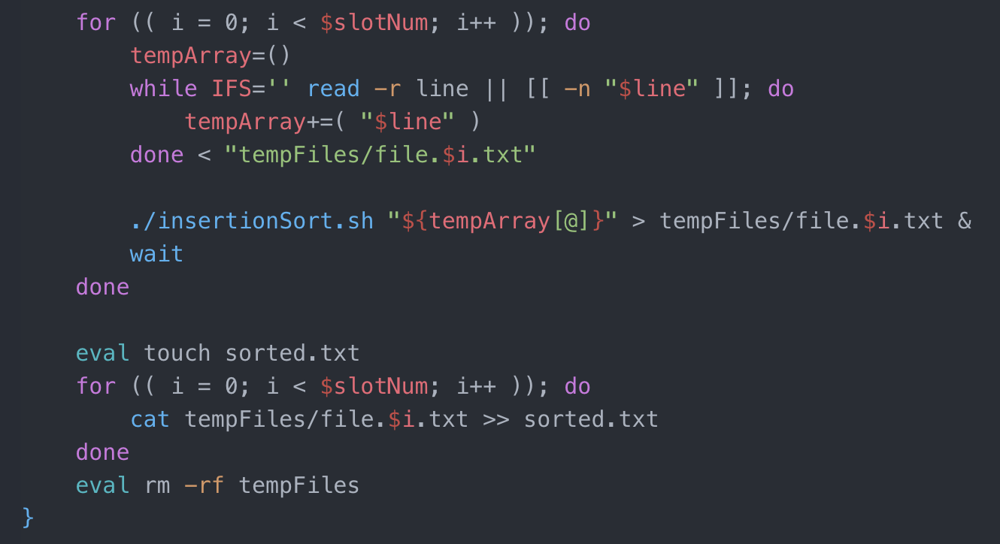 for (( i = 0; i < $slotNum; i++ )); do
tempArray=()
while IFS='' read -r line || [[ -n "$line" ]]; do
tempArray+=( "$line" )
done < "tempFiles/file.$i.txt"
./insertionSort.sh "${tempArray[@]}" > tempFiles/file.$i.txt &
wait
done
eval touch sorted.txt
for (( i = 0; i < $slotNum; i++ )); do
cat tempFiles/file.$i.txt >> sorted.txt
done
eval rm -rf tempFiles
}